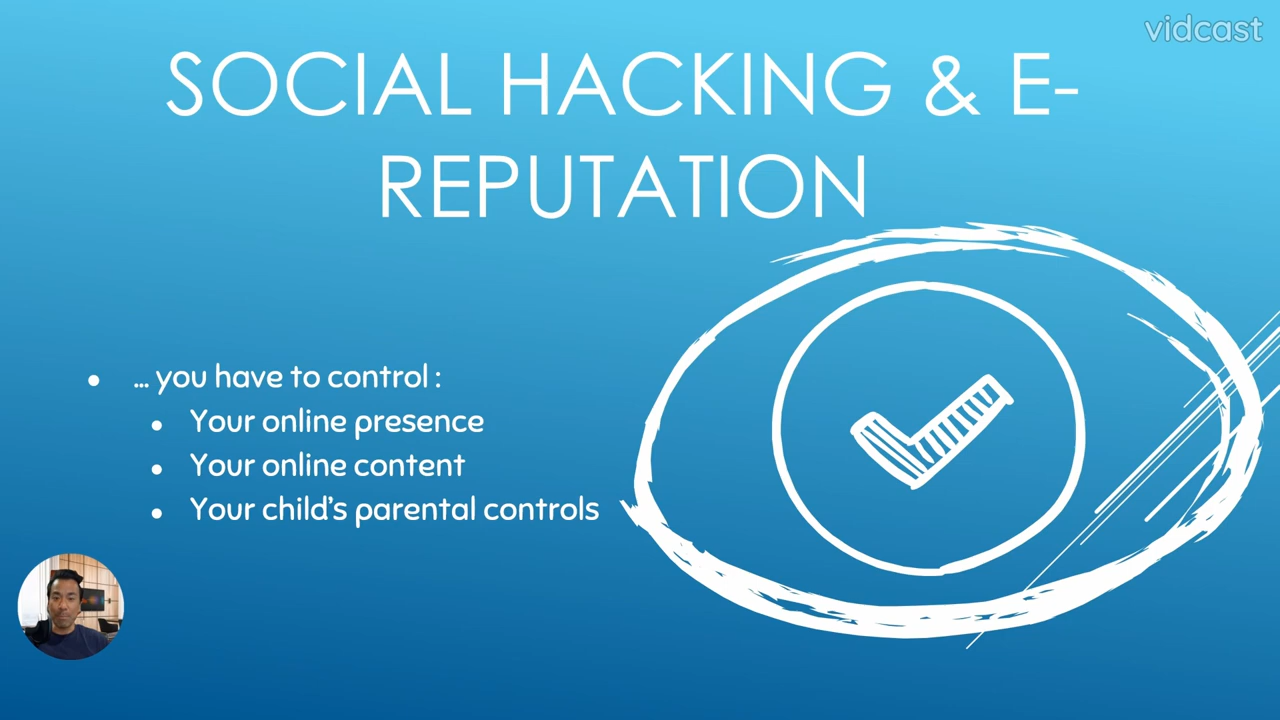 vidcast
SOCIAL HACKING & E-
REPUTATION
... you have to control :
Your online presence
Your online content
Your child's parental controls